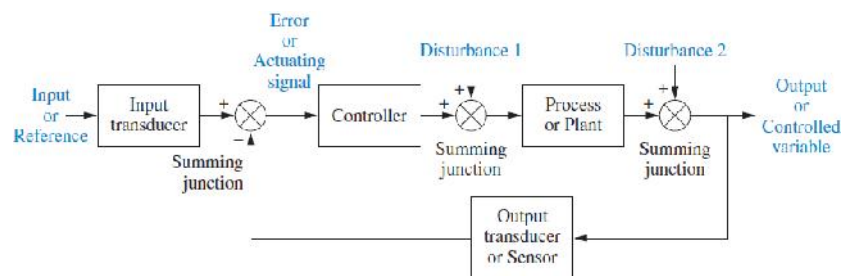 Error
or
Actuating
signal
Disturbance 1
Disturbance 2
Input
or
Reference
Input
transducer
+
−
Summing
junction
Controller
+
+
Summing
junction
Process
or Plant
+
+
Summing
junction
Output
or
Controlled
variable
Output
transducer
or Sensor